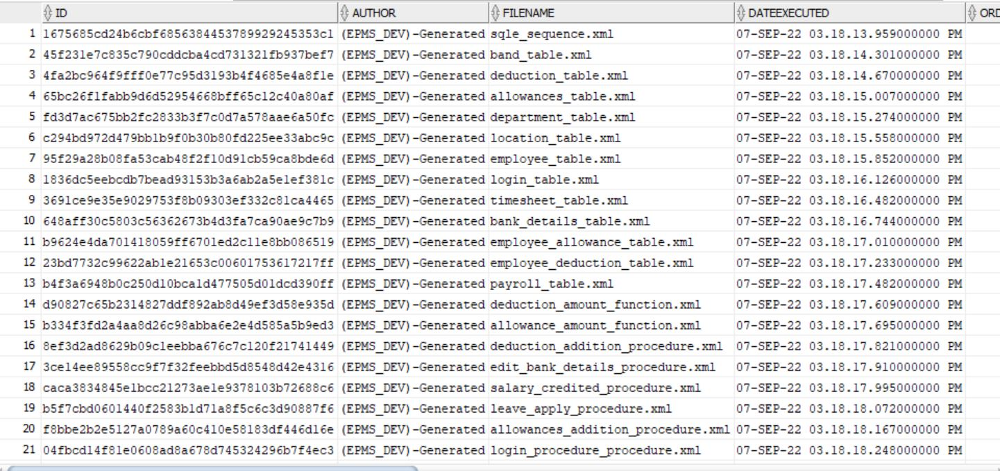 ID AUTHOR FILENAME DATEEXECUTED ORD
1 1675685cd24b6cbf6856384453789929245353c1 (EPMS_DEV)-Generated sqle_sequence.xml 07-SEP-22 03.18.13.959000000 PM
2 45f231e7c835c790cddcba4cd731321fb937bef7 (EPMS_DEV)-Generated band_table.xml 07-SEP-22 03.18.14.301000000 PM
3 4fa2bc964f9fff0e77c95d3193b4f4685e4a8f1e (EPMS_DEV)-Generated deduction_table.xml 07-SEP-22 03.18.14.670000000 PM
4 65bc26f1fabb9d6d52954668bff65c12c40a80af (EPMS_DEV)-Generated allowances_table.xml 07-SEP-22 03.18.15.007000000 PM
5 fd3d7ac675bb2fc2833b3f7c0d7a578aae6a50fc (EPMS_DEV)-Generated department_table.xml 07-SEP-22 03.18.15.274000000 PM
6 c294bd972d479bb1b9f0b30b80fd225ee33abc9c (EPMS_DEV)-Generated location_table.xml 07-SEP-22 03.18.15.558000000 PM
7 95f29a28b08fa53cab48f2f10d91cb59ca8bde6d (EPMS_DEV)-Generated employee_table.xml 07-SEP-22 03.18.15.852000000 PM
8 1836dc5eebcdb7bead93153b3a6ab2a5e1ef381c (EPMS_DEV)-Generated login_table.xml 07-SEP-22 03.18.16.126000000 PM
9 3691ce9e35e9029753f8b09303ef332c81ca4465 (EPMS_DEV)-Generated timesheet_table.xml 07-SEP-22 03.18.16.482000000 PM
10 648aff30c5803c56362673b4d3fa7ca90ae9c7b9 (EPMS_DEV)-Generated bank_details_table.xml 07-SEP-22 03.18.16.744000000 PM
11 b9624e4da701418059ff6701ed2c11e8bb086519 (EPMS_DEV)-Generated employee_allowance_table.xml 07-SEP-22 03.18.17.010000000 PM
12 23bd7732c99622ab1e21653c00601753617217ff (EPMS_DEV)-Generated employee_deduction_table.xml 07-SEP-22 03.18.17.233000000 PM
13 b4f3a6948b0c250d10bca1d477505d01dcd390ff (EPMS_DEV)-Generated payroll_table.xml 07-SEP-22 03.18.17.482000000 PM
14 d90827c65b2314827ddf892ab8d49ef3d58e935d (EPMS_DEV)-Generated deduction_amount_function.xml 07-SEP-22 03.18.17.609000000 PM
15 b334f3fd2a4aa8d26c98abba6e2e4d585a5b9ed3 (EPMS_DEV)-Generated allowance_amount_function.xml 07-SEP-22 03.18.17.695000000 PM
16 8ef3d2ad8629b09c1eebba676c7c120f21741449 (EPMS_DEV)-Generated deduction_addition_procedure.xml 07-SEP-22 03.18.17.821000000 PM
17 3ce14ee89558cc9f7f32feebbd5d8548d42e4316 (EPMS_DEV)-Generated edit_bank_details_procedure.xml 07-SEP-22 03.18.17.910000000 PM
18 caca3834845e1bcc21273ae1e9378103b72688c6 (EPMS_DEV)-Generated salary_credited_procedure.xml 07-SEP-22 03.18.17.995000000 PM
19 b5f7cbd0601440f2583b1d71a8f5c6c3d90887f6 (EPMS_DEV)-Generated leave_apply_procedure.xml 07-SEP-22 03.18.18.072000000 PM
20 f8bbe2b2e5127a0789a60c410e58183df446d16e (EPMS_DEV)-Generated allowances_addition_procedure.xml 07-SEP-22 03.18.18.167000000 PM
21 04fbcd14f81e0608ad8a678d745324296b7f4ec3 (EPMS_DEV)-Generated login_procedure_procedure.xml 07-SEP-22 03.18.18.248000000 PM